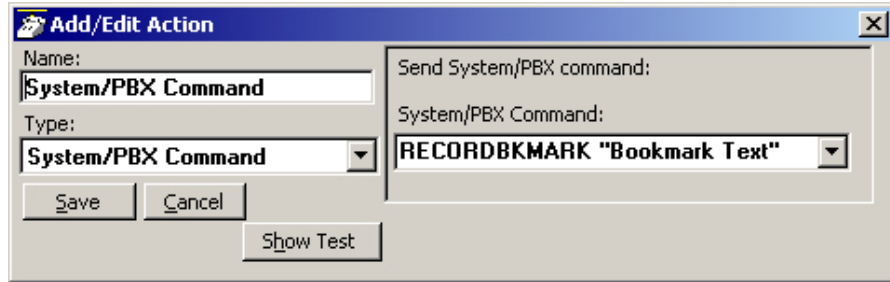 Add/Edit Action
Name:
System/PBX Command
Type:
System/PBX Command
Save
Cancel
Show Test
Send System/PBX command:
System/PBX Command:
RECORDBKMARK "Bookmark Text"